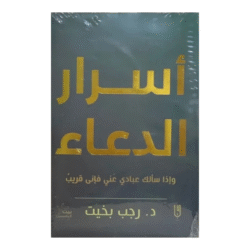 أسرار
الدعاء
وإذا سألك عبادي عني فإني قريب
د. رجب بخيت